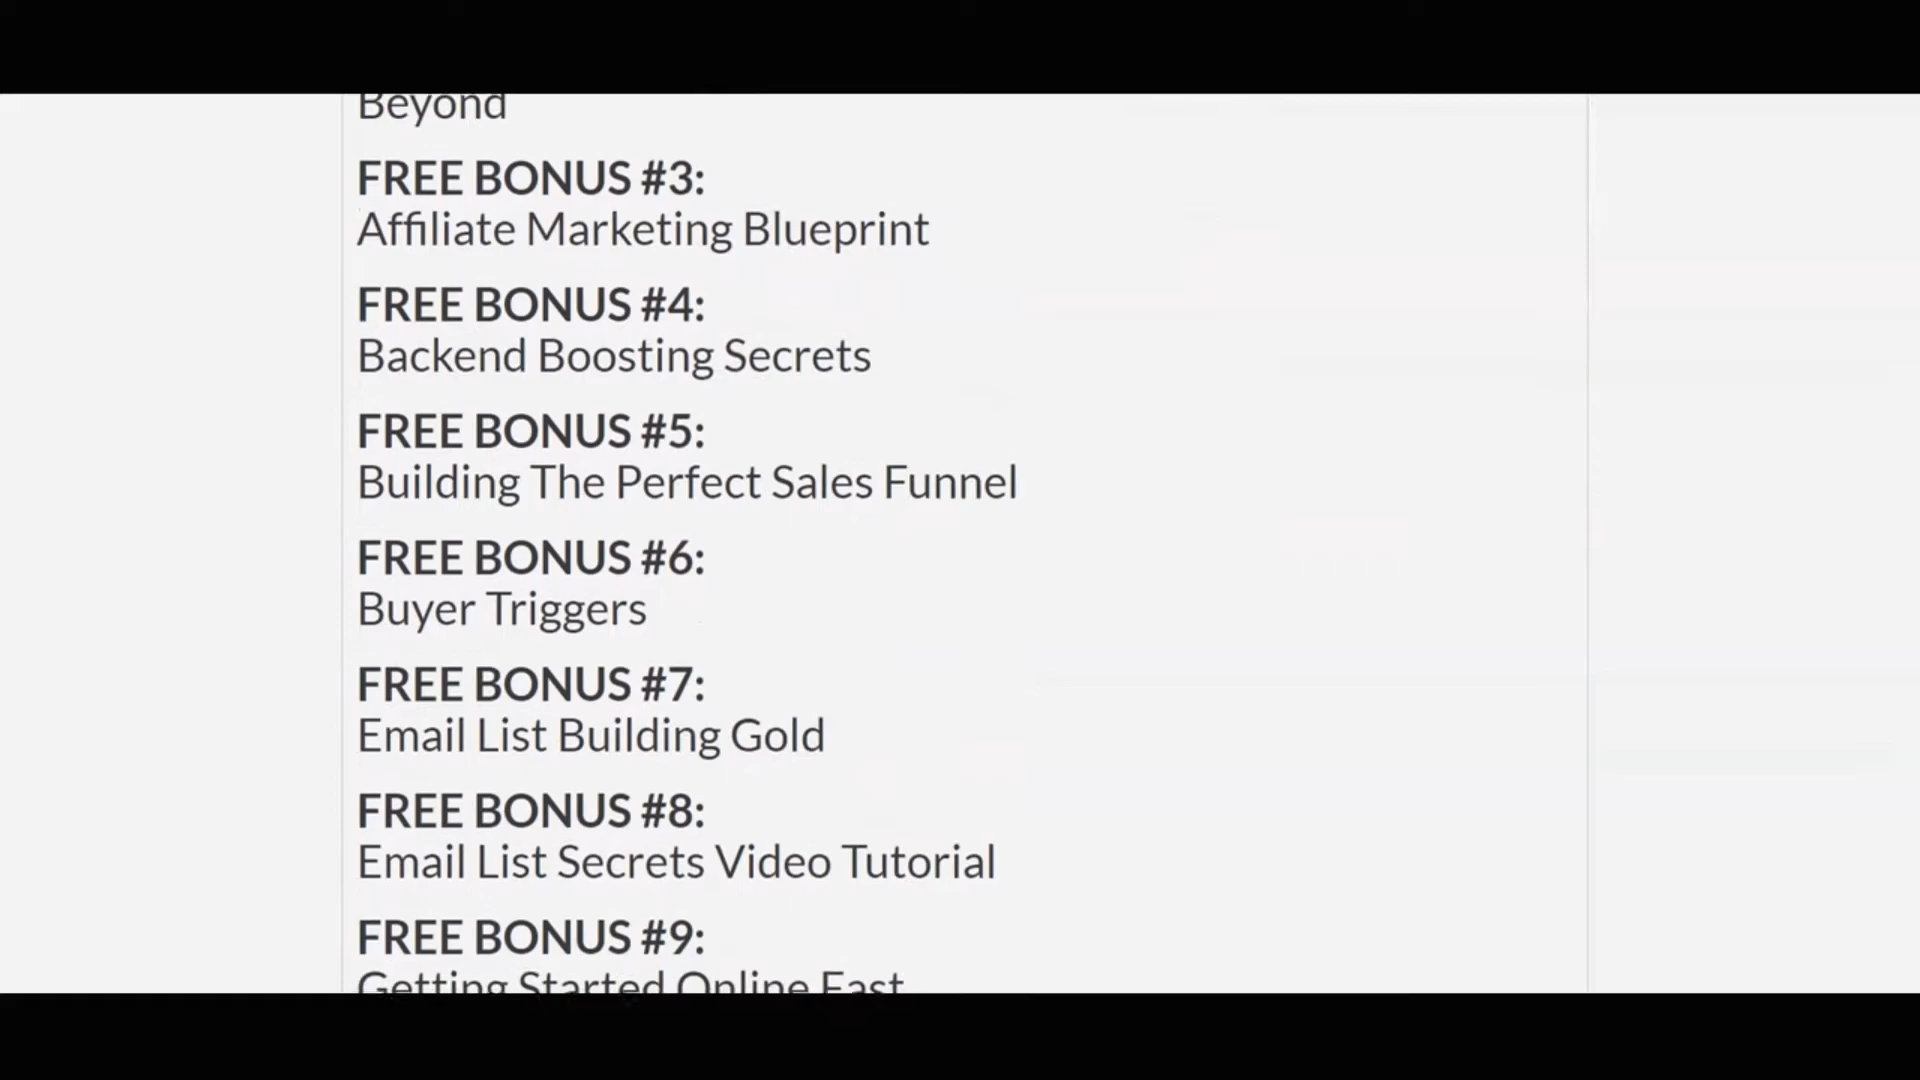 Beyond
FREE BONUS #3:
Affiliate Marketing Blueprint
FREE BONUS #4:
Backend Boosting Secrets
FREE BONUS #5:
Building The Perfect Sales Funnel
FREE BONUS #6:
Buyer Triggers
FREE BONUS #7:
Email List Building Gold
FREE BONUS #8:
Email List Secrets Video Tutorial
FREE BONUS #9:
Getting Started Online Fast